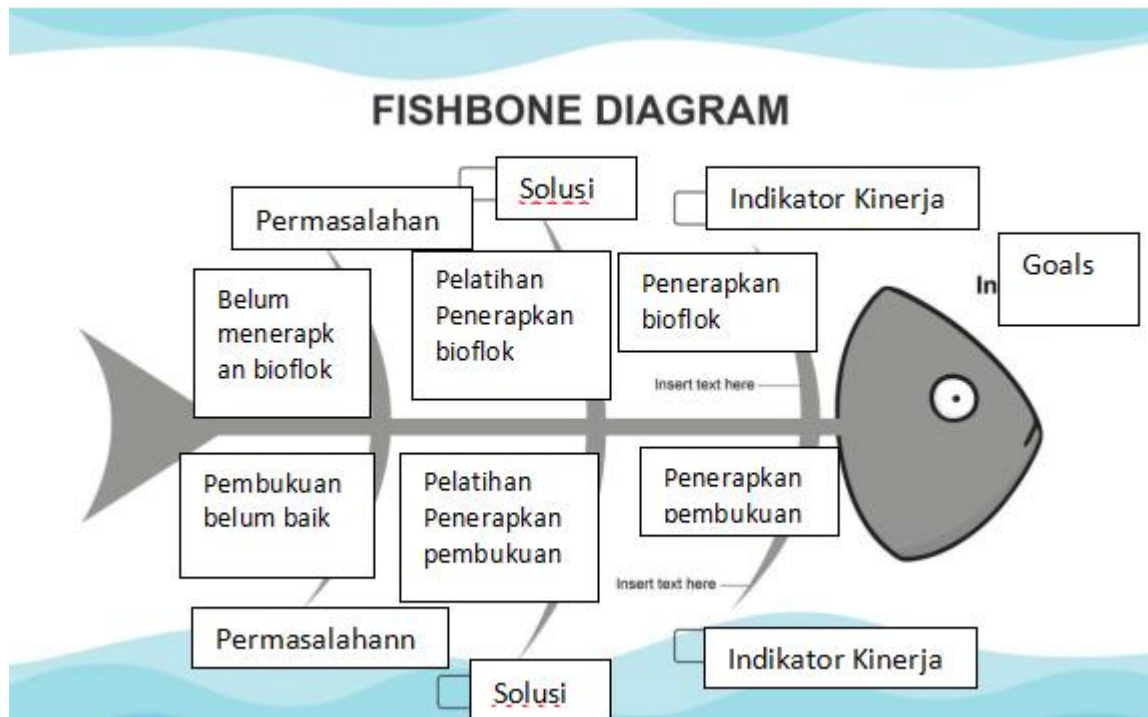 FISHBONE DIAGRAM
Solusi
Indikator Kinerja
Permasalahan
Goals
In
Belum
menerapk
an bioflok
Pelatihan
Penerapkan
bioflok
Penerapkan
bioflok
Insert text here
Pembukuan
belum baik
Pelatihan
Penerapkan
pembukuan
Penerapkan
pembukuan
Insert text here
Permasalahann
Indikator Kinerja
Solusi